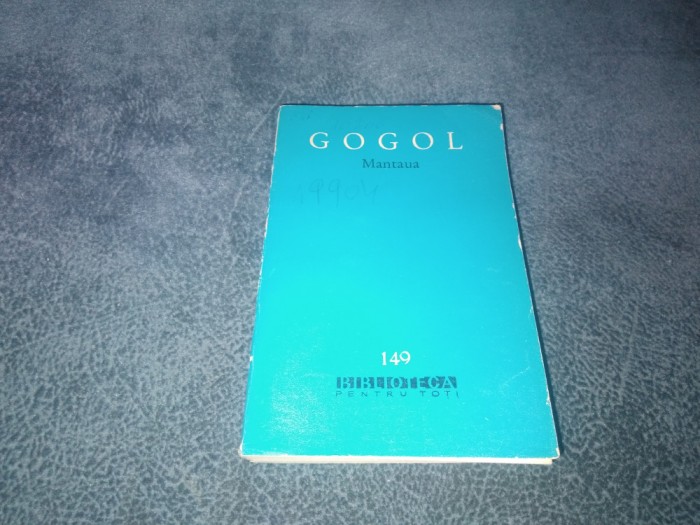 GOGOL
Mantaua
149
BIBLIOTECA
PENTRU TOȚI